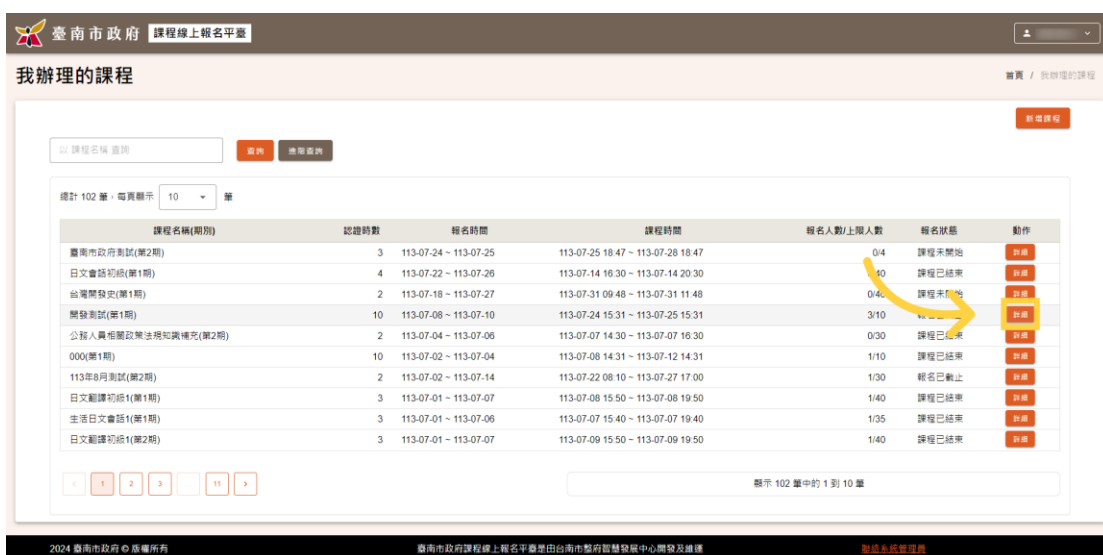 臺南市政府 課程線上報名平臺
我辦理的課程
首頁 / 我辦理的課程
新增課程
以 課程名稱 查詢
查詢 進階查詢
總計 102 筆,每頁顯示 10 筆
課程名稱(期別) 認證時數 報名時間 課程時間 報名人數/上限人數 報名狀態 動作
臺南市政府測試(第2期) 3 113-07-24 ~ 113-07-25 113-07-25 18:47 ~ 113-07-28 18:47 0/4 課程未開始 詳細
日文會話初級(第1期) 4 113-07-22 ~ 113-07-26 113-07-14 16:30 ~ 113-07-14 20:30 課程已結束 詳細
台灣開發史(第1期) 2 113-07-18 ~ 113-07-27 113-07-31 09:48 ~ 113-07-31 11:48 0/40 課程未開始 詳細
開發測試(第1期) 10 113-07-08 ~ 113-07-10 113-07-24 15:31 ~ 113-07-25 15:31 3/10 詳細
公務人員相關政策法規知識補充(第2期) 2 113-07-04 ~ 113-07-06 113-07-07 14:30 ~ 113-07-07 16:30 0/30 課程已結束 詳細
000(第1期) 10 113-07-02 ~ 113-07-04 113-07-08 14:31 ~ 113-07-12 14:31 1/10 課程已結束 詳細
113年8月測試(第2期) 2 113-07-02 ~ 113-07-14 113-07-22 08:10 ~ 113-07-27 17:00 1/30 報名已截止 詳細
日文翻譯初級1(第1期) 3 113-07-01 ~ 113-07-07 113-07-08 15:50 ~ 113-07-08 19:50 1/40 課程已結束 詳細
生活日文會話1(第1期) 3 113-07-01 ~ 113-07-06 113-07-07 15:40 ~ 113-07-07 19:40 1/35 課程已結束 詳細
日文翻譯初級1(第2期) 3 113-07-01 ~ 113-07-07 113-07-09 15:50 ~ 113-07-09 19:50 1/40 課程已結束 詳細
< 1 2 3 ... 11 >
顯示 102 筆中的 1 到 10 筆
2024 臺南市政府 © 版權所有 臺南市政府課程線上報名平臺是由台南市政府智慧發展中心開發及維護 聯絡系統管理員